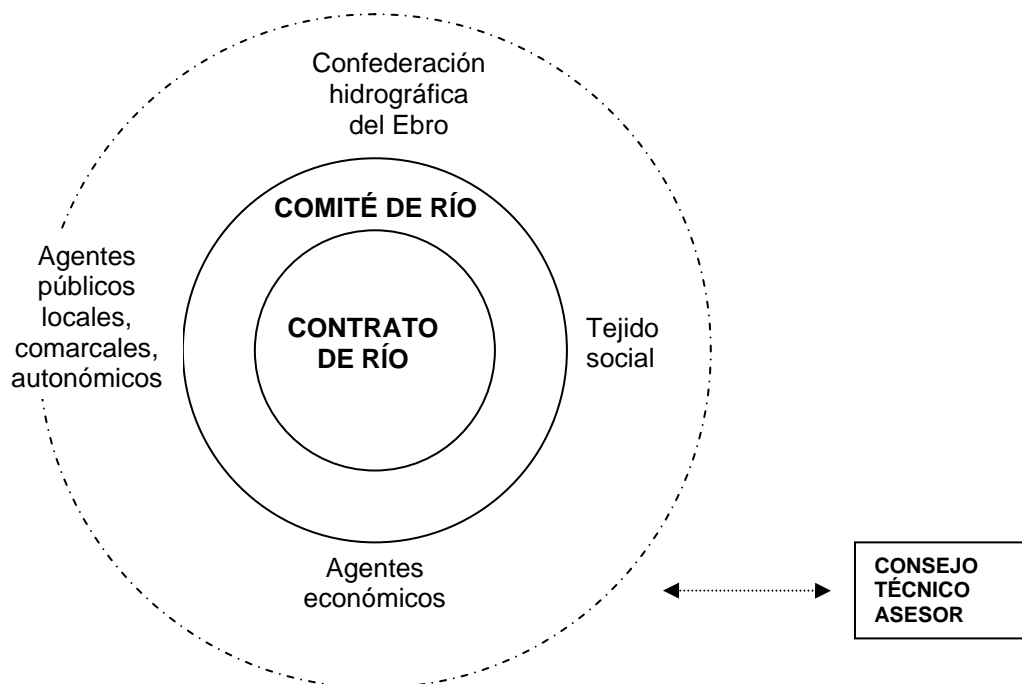 Confederación
hidrográfica
del Ebro
COMITÉ DE RÍO
Agentes
públicos
locales,
comarcales,
autonómicos
CONTRATO
DE RÍO
Tejido
social
Agentes
económicos
CONSEJO
TÉCNICO
ASESOR